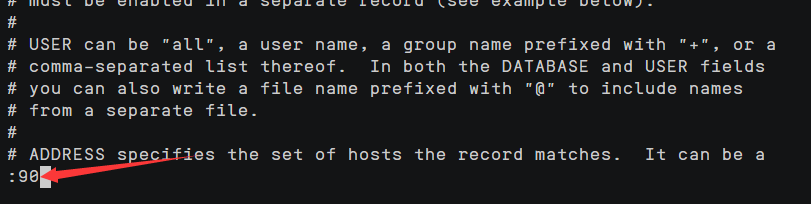 # must be enabled in a separate record (see example below).
#
# USER can be "all", a user name, a group name prefixed with "+", or a
# comma-separated list thereof.  In both the DATABASE and USER fields
# you can also write a file name prefixed with "@" to include names
# from a separate file.
#
# ADDRESS specifies the set of hosts the record matches.  It can be a
:90